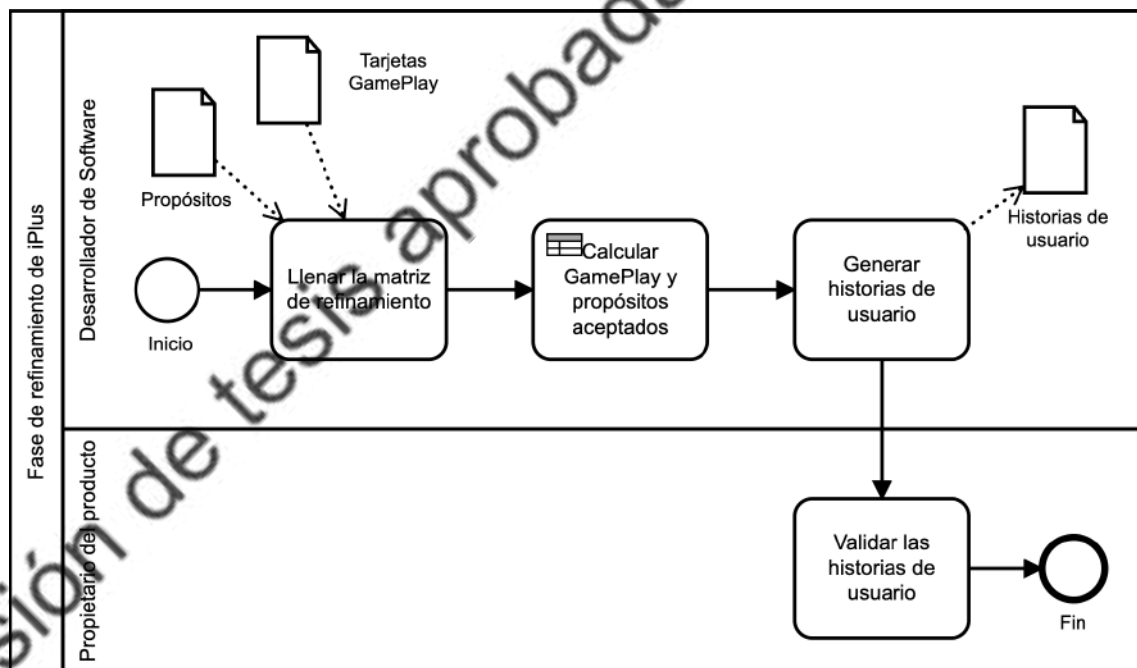 Fase de refinamiento de iPlus
Desarrollador de Software
Tarjetas
GamePlay
Propósitos
Inicio
Llenar la matriz
de refinamiento
Calcular
GamePlay y
propósitos
aceptados
Generar
historias de
usuario
Historias de
usuario
Propietario del producto
Validar las
historias de
usuario
Fin
sión de tesis aprobada